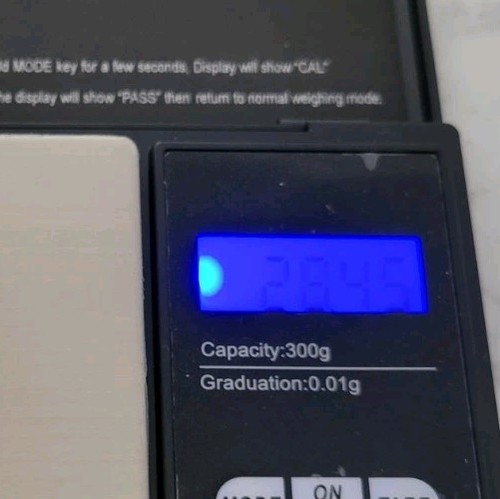 MODE key for a few seconds, Display will show "CAL"
display will show "PASS" then return to normal weighing mode.
Capacity:300g
Graduation:0.01g
ON